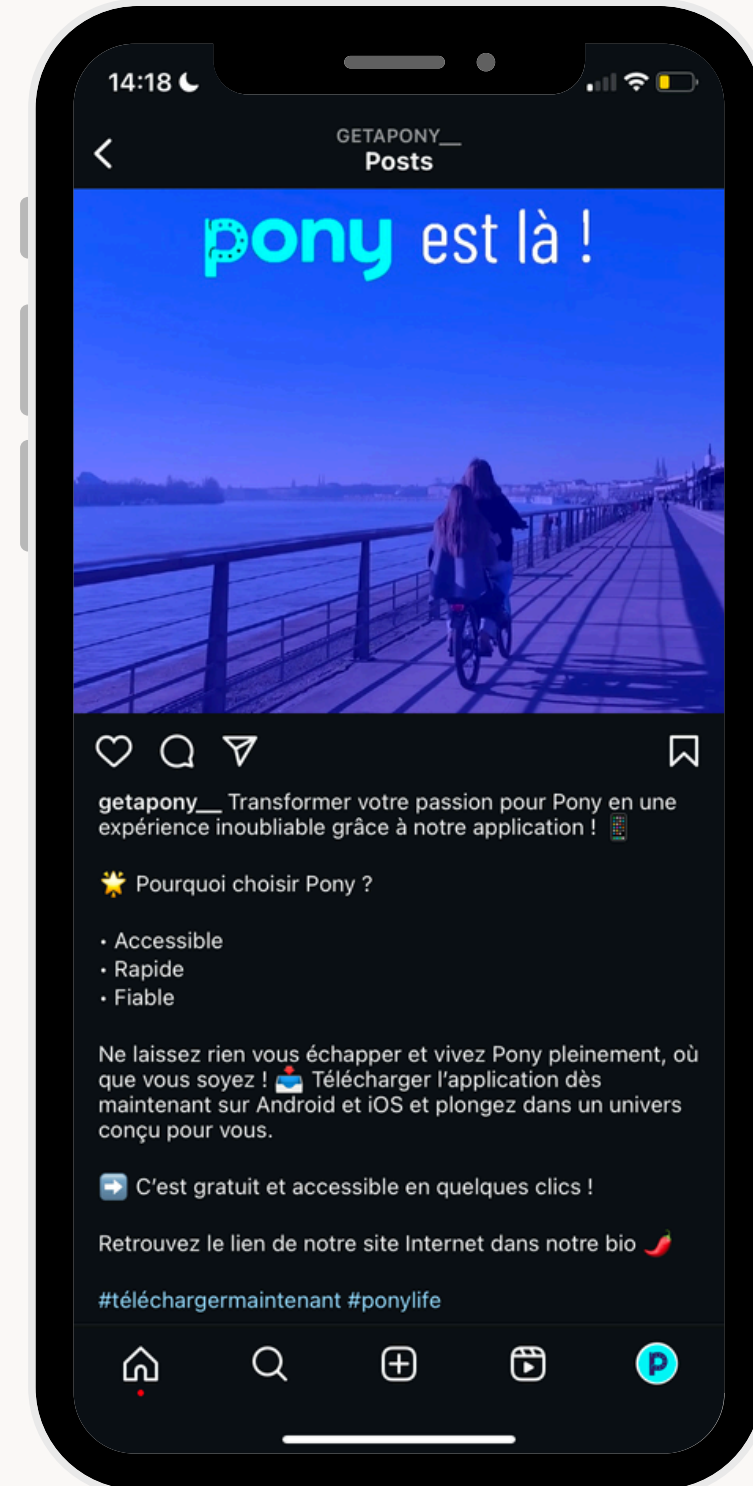 14:18
GETAPONY__
Posts
pony est là !
getapony__ Transformer votre passion pour Pony en une
expérience inoubliable grâce à notre application ! 📱
🌟 Pourquoi choisir Pony ?
• Accessible
• Rapide
• Fiable
Ne laissez rien vous échapper et vivez Pony pleinement, où
que vous soyez ! 📥 Télécharger l’application dès
maintenant sur Android et iOS et plongez dans un univers
conçu pour vous.
➡️ C’est gratuit et accessible en quelques clics !
Retrouvez le lien de notre site Internet dans notre bio 🌶️
#téléchargermaintenant #ponylife
P